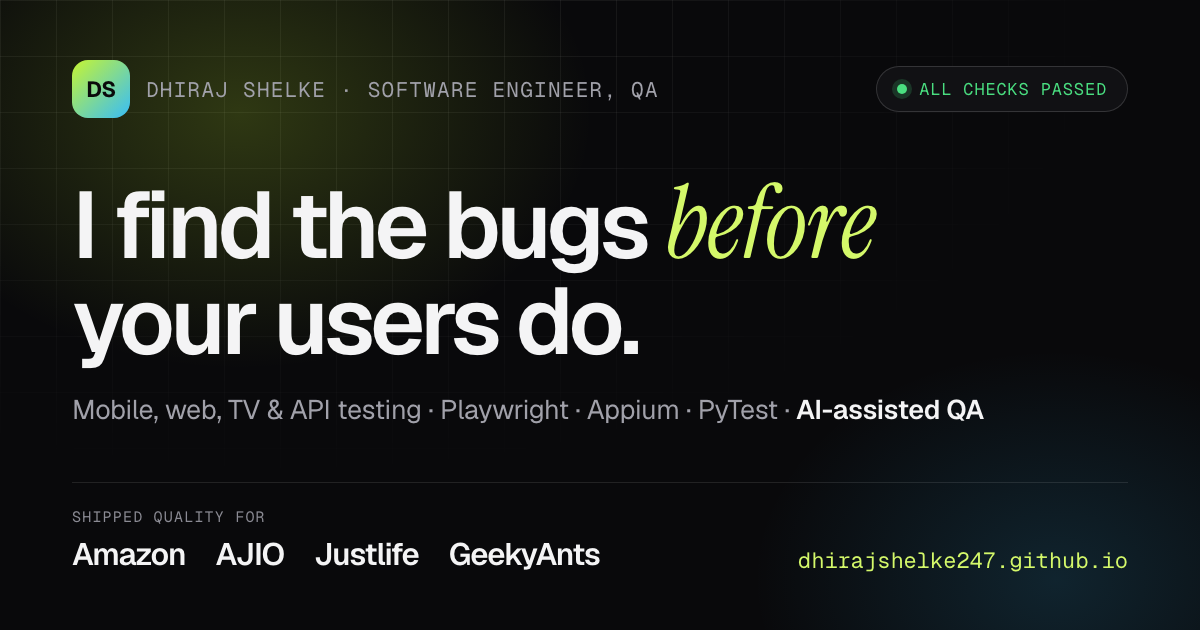 DS
DHIRAJ SHELKE · SOFTWARE ENGINEER, QA
ALL CHECKS PASSED
I find the bugs before
your users do.
Mobile, web, TV & API testing · Playwright · Appium · PyTest · AI-assisted QA
SHIPPED QUALITY FOR
Amazon AJIO Justlife GeekyAnts
dhirajshelke247.github.io